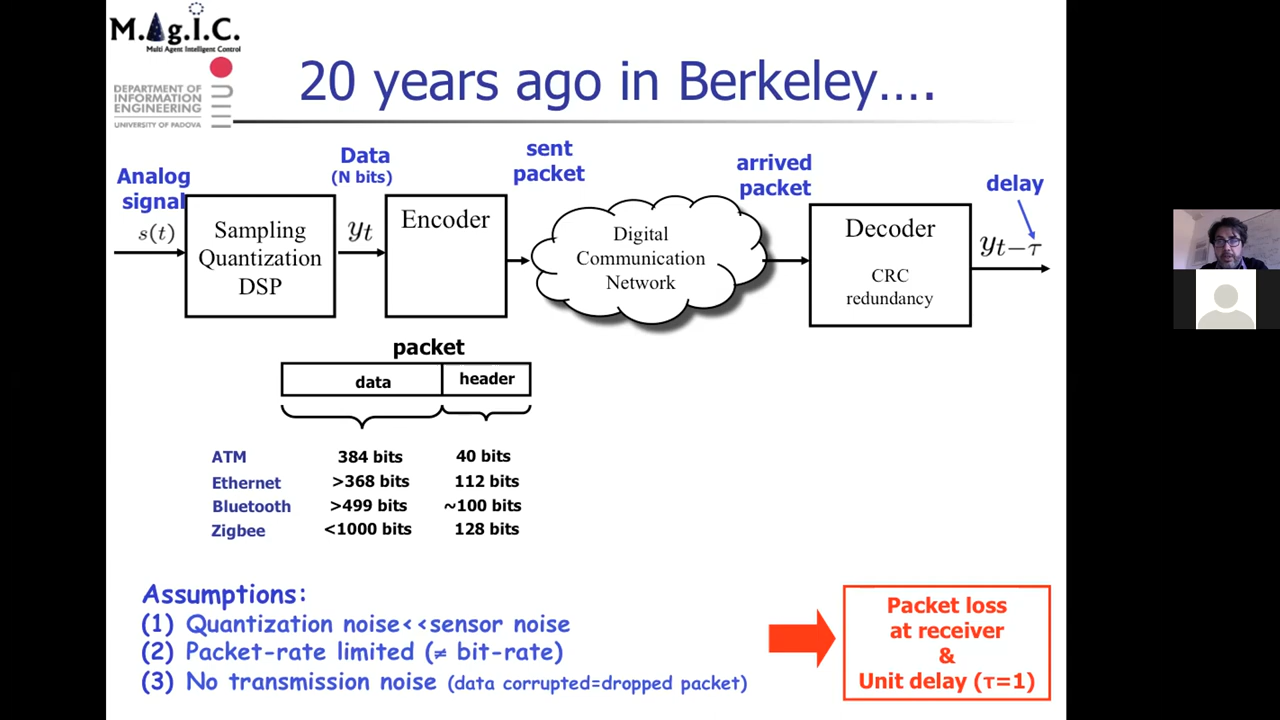 M.A.g.I.C.
Multi Agent Intelligent Control
DEPARTMENT OF
INFORMATION
ENGINEERING
UNIVERSITY OF PADOVA
20 years ago in Berkeley….
Analog
signal
s(t)
Sampling
Quantization
DSP
Data
(N bits)
yₜ
Encoder
sent
packet
Digital
Communication
Network
arrived
packet
Decoder
CRC
redundancy
delay
yₜ₋τ
packet
data header
ATM 384 bits 40 bits
Ethernet >368 bits 112 bits
Bluetooth >499 bits ~100 bits
Zigbee <1000 bits 128 bits
Assumptions:
(1) Quantization noise<<sensor noise
(2) Packet-rate limited (≠ bit-rate)
(3) No transmission noise (data corrupted=dropped packet)
Packet loss
at receiver
&
Unit delay (τ=1)